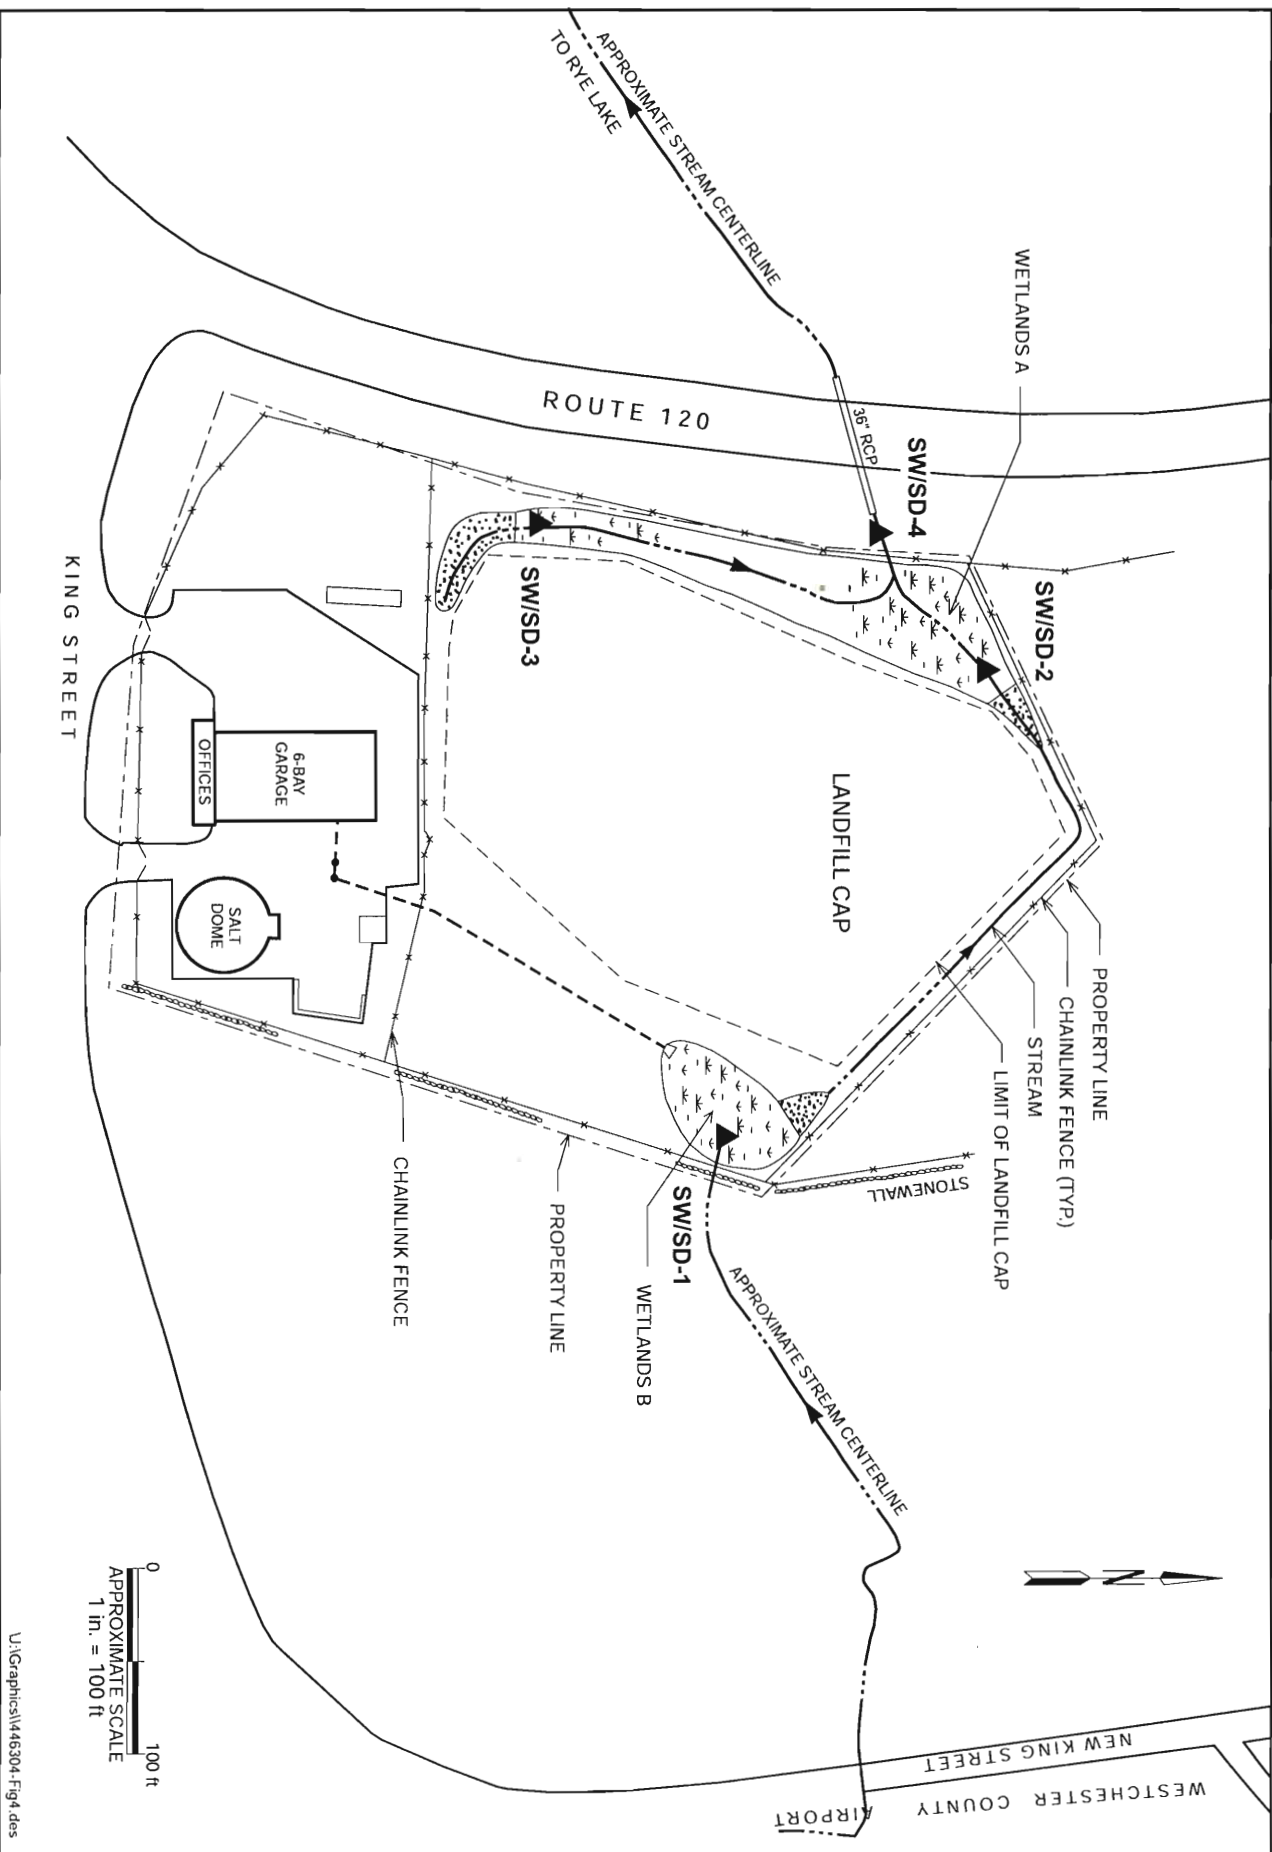 APPROXIMATE STREAM CENTERLINE
TO RYE LAKE
WETLANDS A
ROUTE 120
36" RCP
SW/SD-4
SW/SD-2
SW/SD-3
KING STREET
OFFICES
6-BAY
GARAGE
SALT
DOME
LANDFILL CAP
PROPERTY LINE
CHAINLINK FENCE (TYP.)
STREAM
LIMIT OF LANDFILL CAP
STONEWALL
SW/SD-1
WETLANDS B
PROPERTY LINE
CHAINLINK FENCE
APPROXIMATE STREAM CENTERLINE
N
NEW KING STREET
WESTCHESTER COUNTY AIRPORT
0
100 ft
APPROXIMATE SCALE
1 in. = 100 ft
U:\Graphics\1446304-Fig4.des